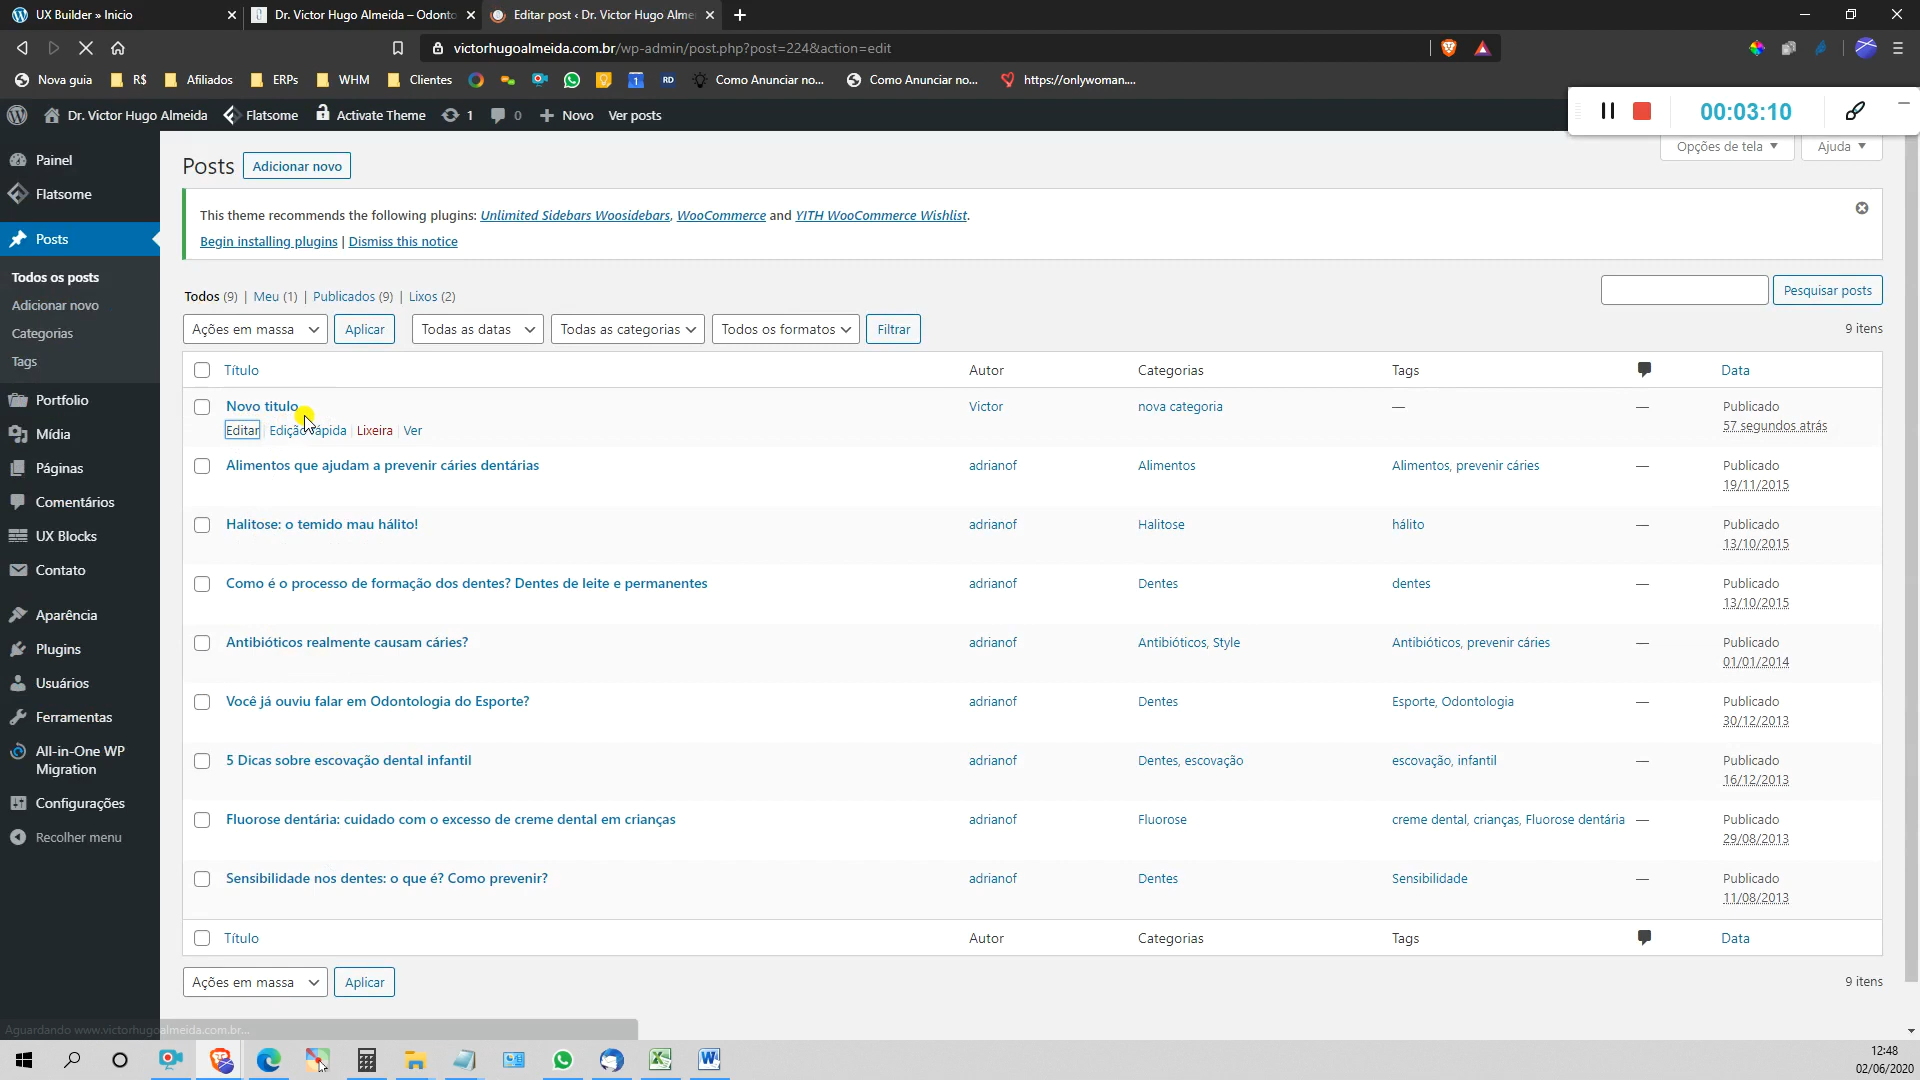 UX Builder » Inicio
Dr. Victor Hugo Almeida – Odonto
Editar post ‹ Dr. Victor Hugo Alme
victorhugoalmeida.com.br/wp-admin/post.php?post=224&action=edit
Nova guia R$ Afiliados ERPs WHM Clientes 1 RD Como Anunciar no... Como Anunciar no... https://onlywoman....
Dr. Victor Hugo Almeida Flatsome Activate Theme 1 0 Novo Ver posts
00:03:10
Opções de tela Ajuda
Painel
Flatsome
Posts
Todos os posts
Adicionar novo
Categorias
Tags
Portfolio
Mídia
Páginas
Comentários
UX Blocks
Contato
Aparência
Plugins
Usuários
Ferramentas
All-in-One WP
Migration
Configurações
Recolher menu
Posts Adicionar novo
This theme recommends the following plugins: Unlimited Sidebars Woosidebars, WooCommerce and YITH WooCommerce Wishlist.
Begin installing plugins | Dismiss this notice
Todos (9) | Meu (1) | Publicados (9) | Lixos (2)
Pesquisar posts
Ações em massa Aplicar Todas as datas Todas as categorias Todos os formatos Filtrar 9 itens
Título Autor Categorias Tags Data
Novo titulo Victor nova categoria — — Publicado
57 segundos atrás
Editar | Edição rápida | Lixeira | Ver
Alimentos que ajudam a prevenir cáries dentárias adrianof Alimentos Alimentos, prevenir cáries — Publicado
19/11/2015
Halitose: o temido mau hálito! adrianof Halitose hálito — Publicado
13/10/2015
Como é o processo de formação dos dentes? Dentes de leite e permanentes adrianof Dentes dentes — Publicado
13/10/2015
Antibióticos realmente causam cáries? adrianof Antibióticos, Style Antibióticos, prevenir cáries — Publicado
01/01/2014
Você já ouviu falar em Odontologia do Esporte? adrianof Dentes Esporte, Odontologia — Publicado
30/12/2013
5 Dicas sobre escovação dental infantil adrianof Dentes, escovação escovação, infantil — Publicado
16/12/2013
Fluorose dentária: cuidado com o excesso de creme dental em crianças adrianof Fluorose creme dental, crianças, Fluorose dentária — Publicado
29/08/2013
Sensibilidade nos dentes: o que é? Como prevenir? adrianof Dentes Sensibilidade — Publicado
11/08/2013
Título Autor Categorias Tags Data
Ações em massa Aplicar 9 itens
Aguardando www.victorhugoalmeida.com.br...
12:48
02/06/2020